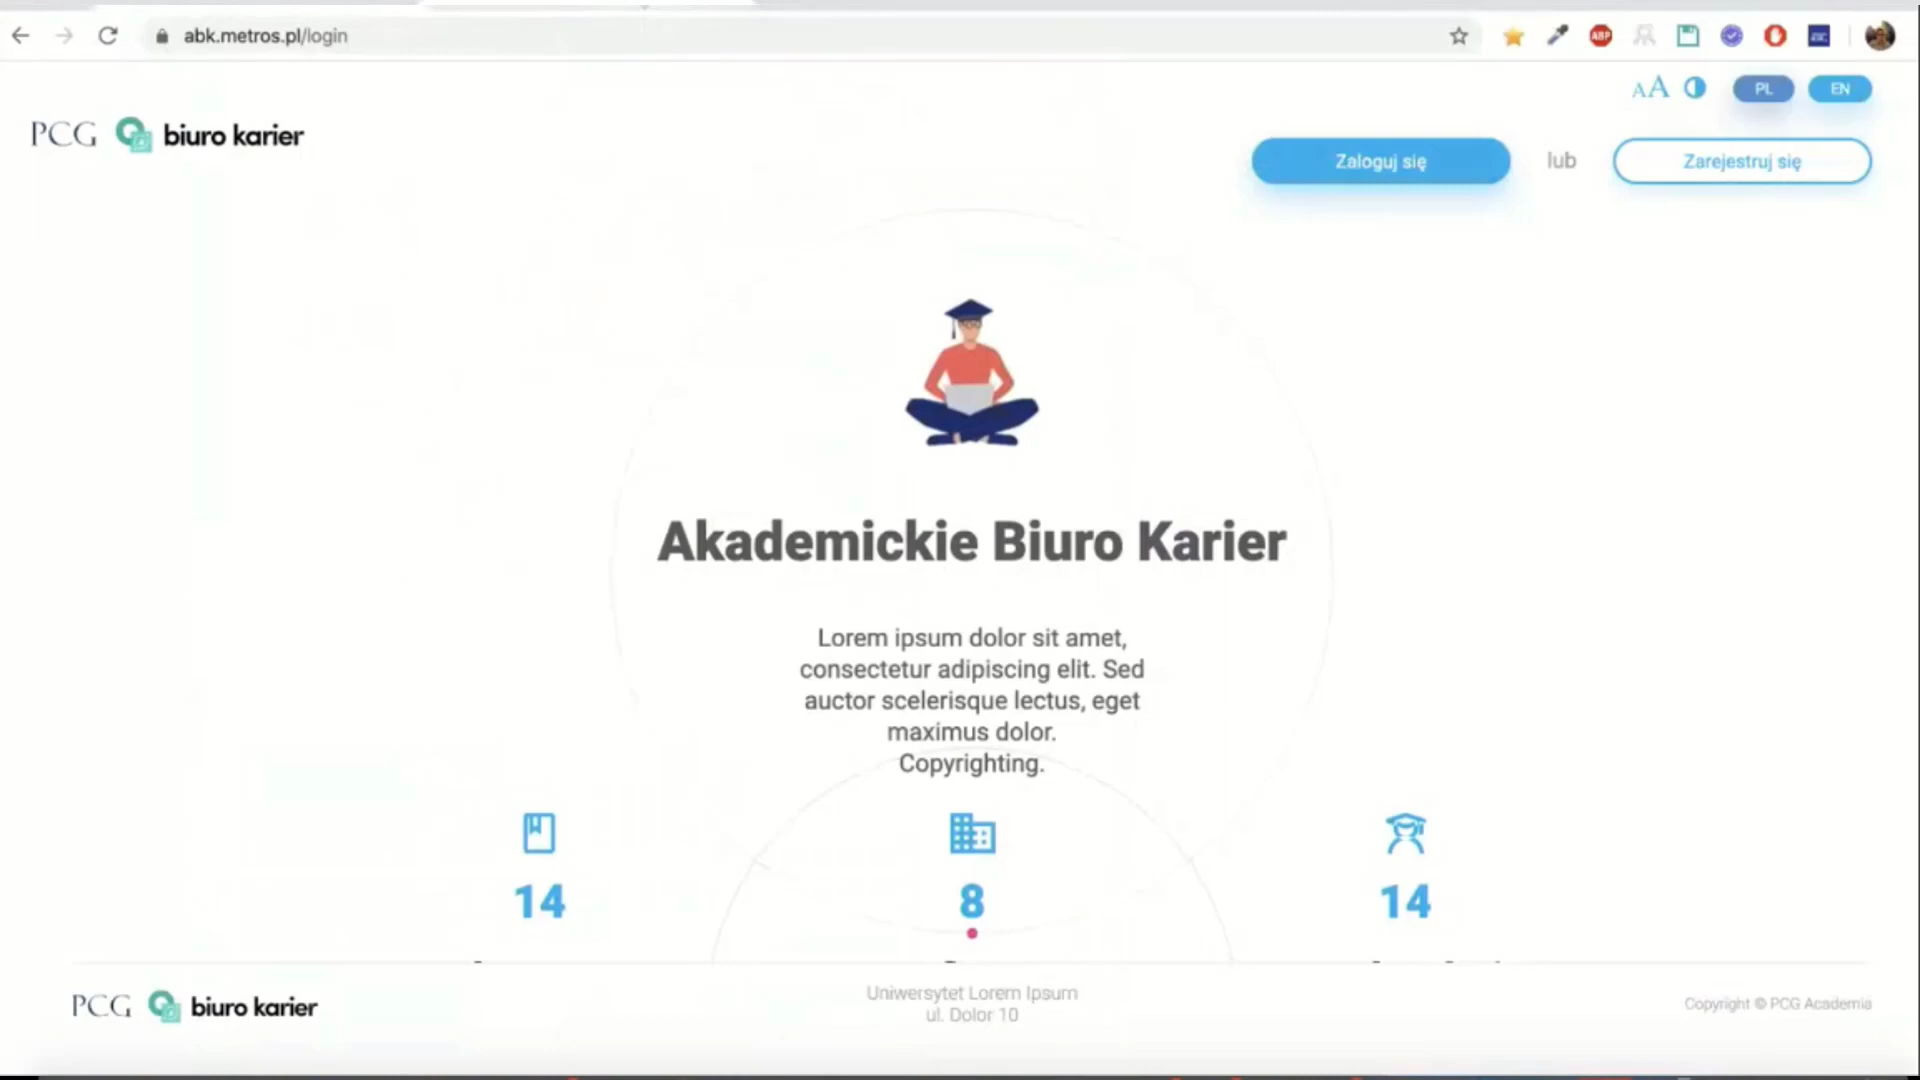 abk.metros.pl/login
AA
PL
EN
PCG biuro karier
Zaloguj się
lub
Zarejestruj się
Akademickie Biuro Karier
Lorem ipsum dolor sit amet,
consectetur adipiscing elit. Sed
auctor scelerisque lectus, eget
maximus dolor.
Copyrighting.
14
8
14
PCG biuro karier
Uniwersytet Lorem Ipsum
ul. Dolor 10
Copyright © PCG Academia
ABP